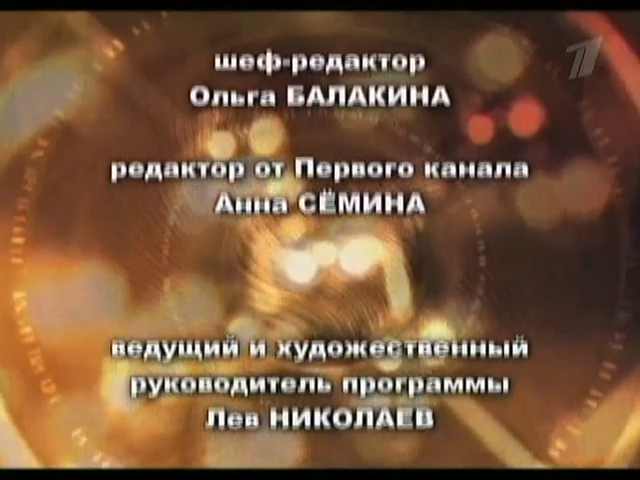 шеф-редактор
Ольга БАЛАКИНА
редактор от Первого канала
Анна СЁМИНА
ведущий и художественный
руководитель программы
Лев НИКОЛАЕВ